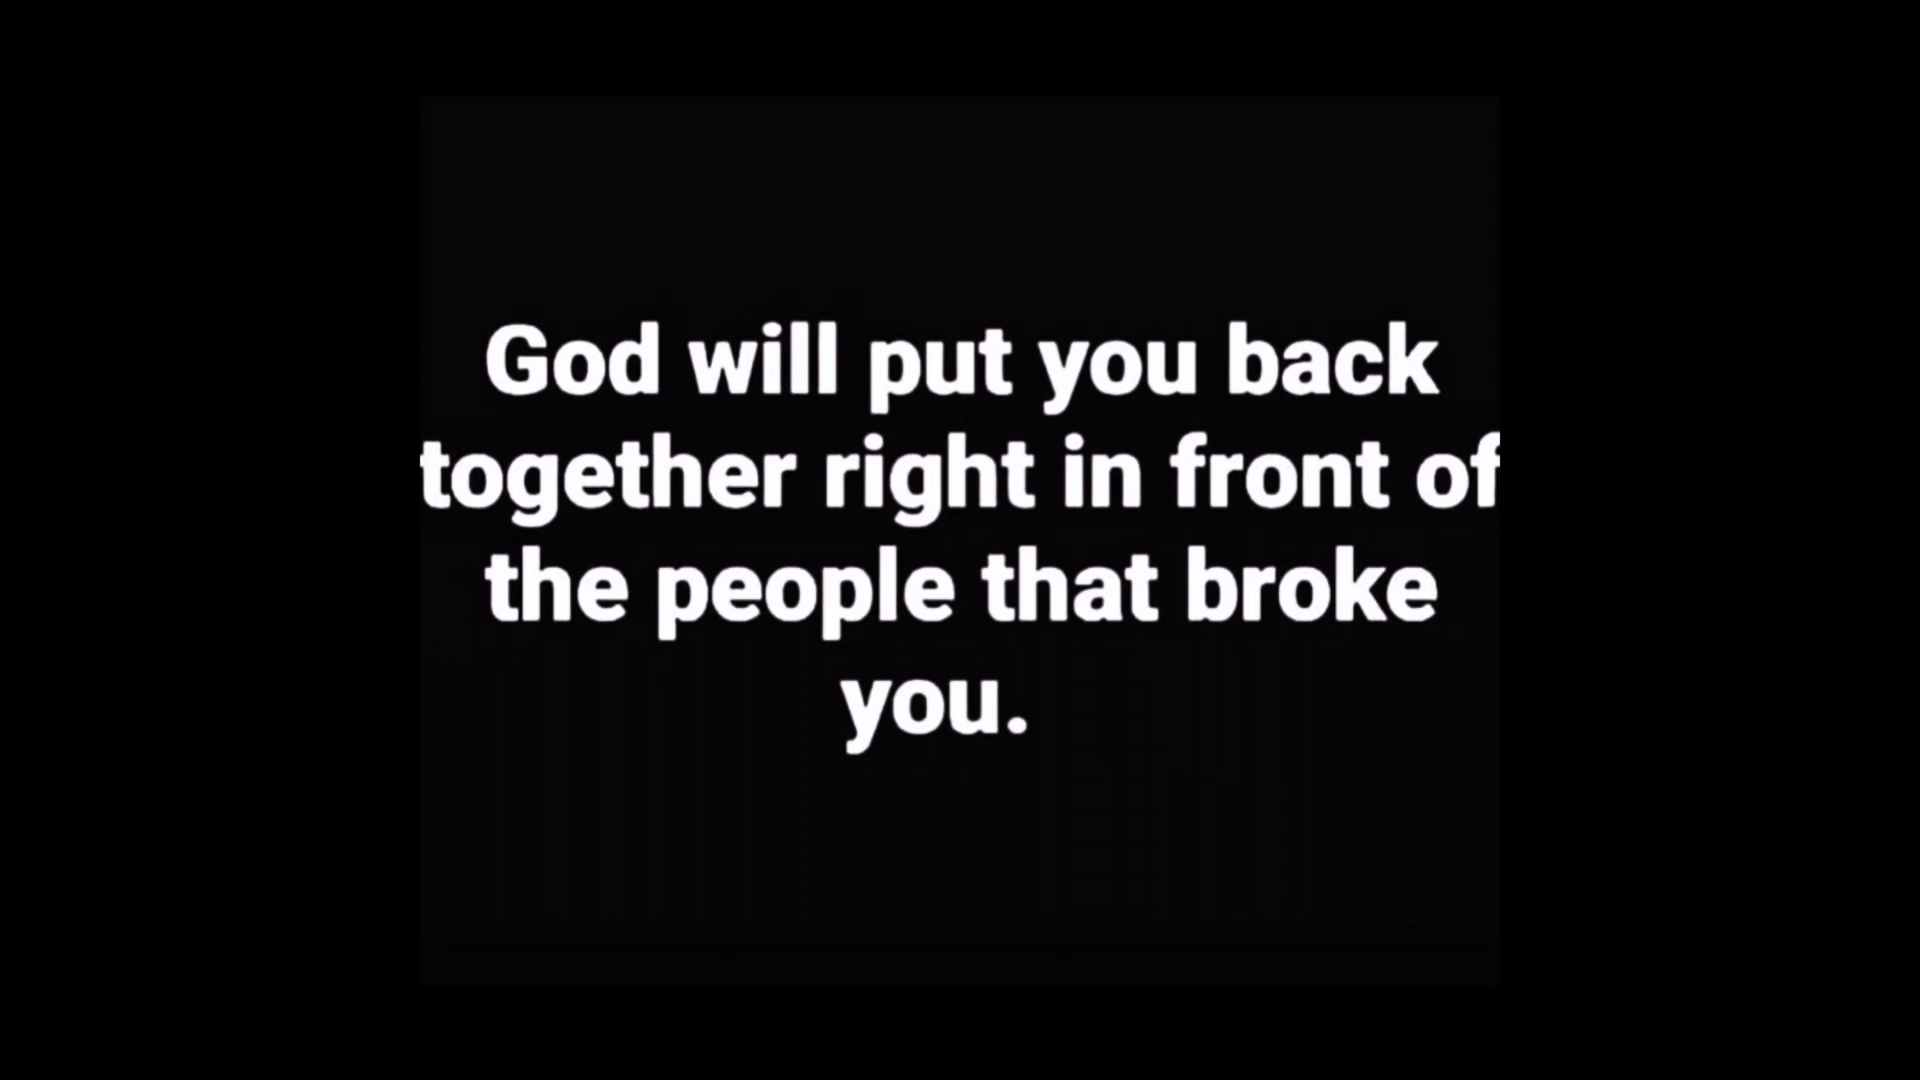 God will put you back
together right in front of
the people that broke
you.